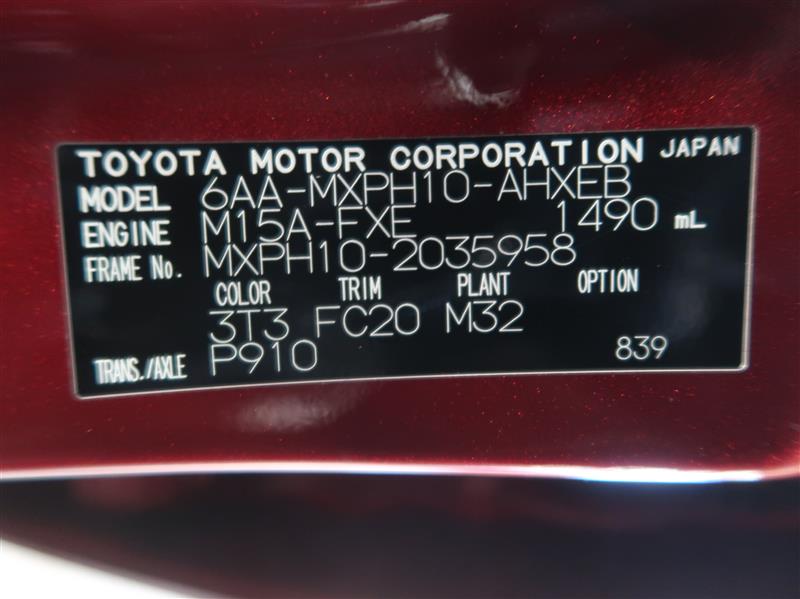 TOYOTA MOTOR CORPORATION JAPAN
MODEL 6AA-MXPH10-AHXEB
ENGINE M15A-FXE 1490 mL
FRAME No. MXPH10-2035958
COLOR TRIM PLANT OPTION
3T3 FC20 M32
TRANS./AXLE P910 839